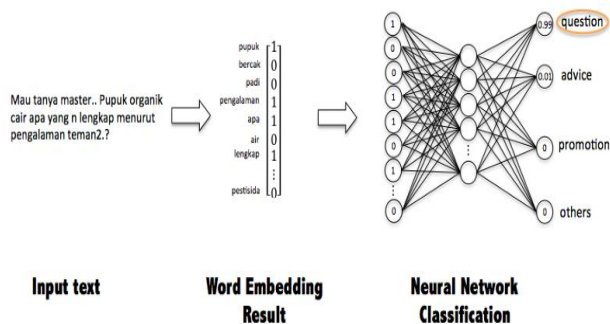 Mau tanya master.. Pupuk organik
cair apa yang n lengkap menurut
pengalaman teman2.?
pupuk 1
bercak 0
padi 0
pengalaman 1
apa 1
air 0
lengkap 1
⋮
pestisida 0
1
0
0
1
1
0
1
⋮
0
⋮
0.99 question
0.01 advice
0 promotion
0 others
Input text
Word Embedding
Result
Neural Network
Classification